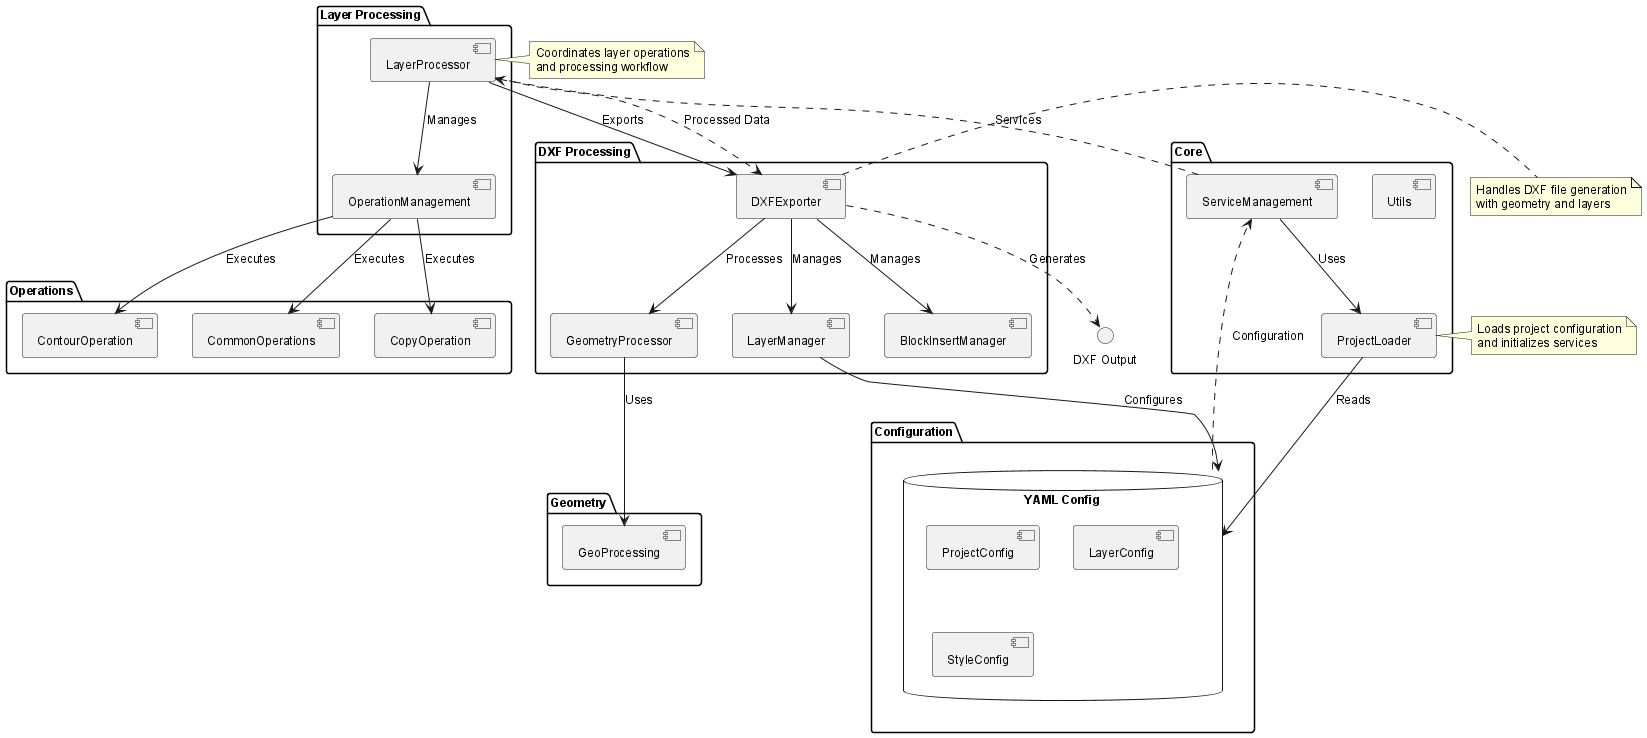 Layer Processing
LayerProcessor
Coordinates layer operations
and processing workflow
Manages
Exports
Processed Data
Services
OperationManagement
DXF Processing
DXFExporter
Core
ServiceManagement
Utils
Handles DXF file generation
with geometry and layers
Executes
Executes
Executes
Processes
Manages
Manages
Generates
Uses
Operations
ContourOperation
CommonOperations
CopyOperation
GeometryProcessor
LayerManager
BlockInsertManager
DXF Output
Configuration
ProjectLoader
Loads project configuration
and initializes services
Uses
Configures
Reads
Configuration
YAML Config
ProjectConfig
LayerConfig
StyleConfig
Geometry
GeoProcessing